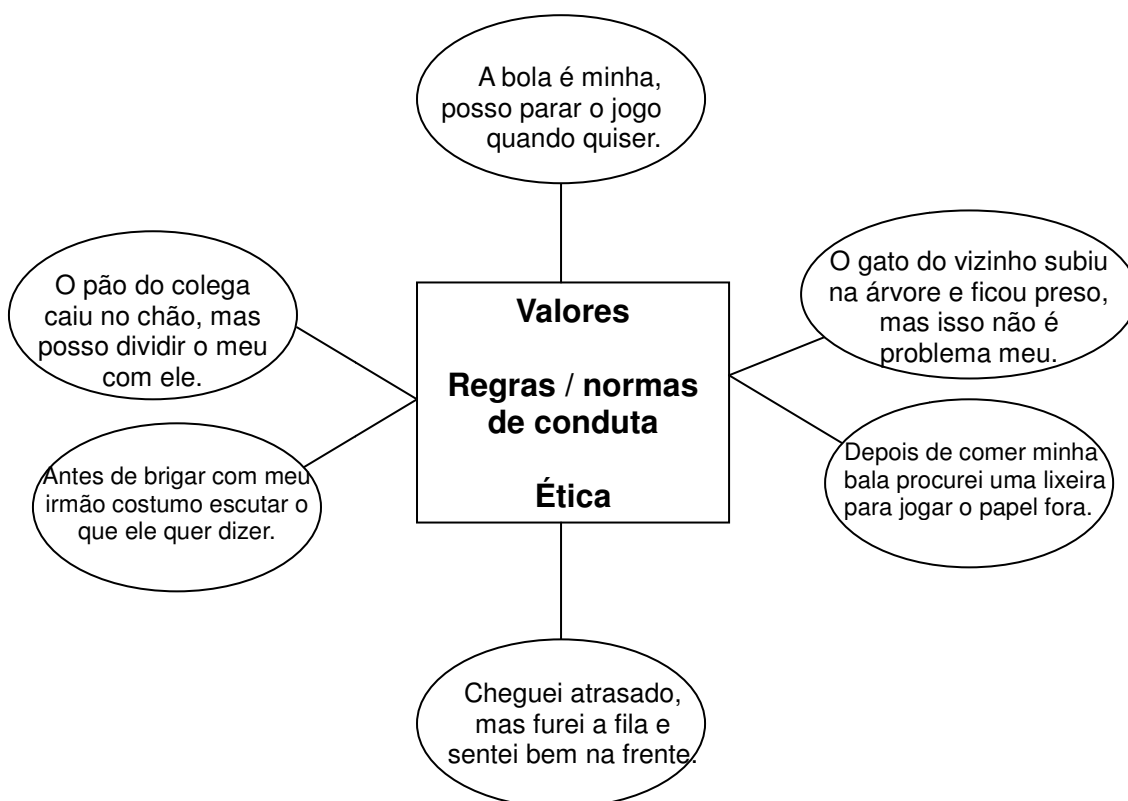 A bola é minha,
posso parar o jogo
quando quiser.
O pão do colega
caiu no chão, mas
posso dividir o meu
com ele.
Valores
Regras / normas
de conduta
Ética
O gato do vizinho subiu
na árvore e ficou preso,
mas isso não é
problema meu.
Antes de brigar com meu
irmão costumo escutar o
que ele quer dizer.
Depois de comer minha
bala procurei uma lixeira
para jogar o papel fora.
Cheguei atrasado,
mas furei a fila e
sentei bem na frente.